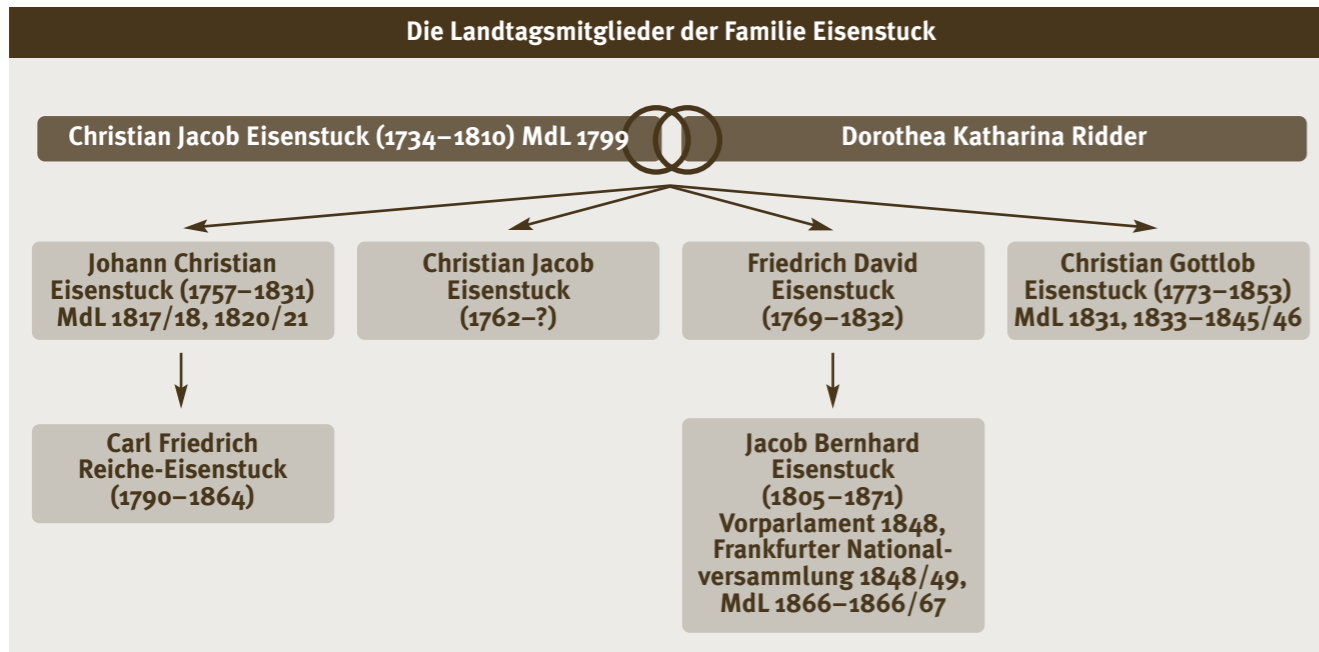 Die Landtagsmitglieder der Familie Eisenstuck
Christian Jacob Eisenstuck (1734–1810) MdL 1799
Dorothea Katharina Ridder
Johann Christian
Eisenstuck (1757–1831)
MdL 1817/18, 1820/21
Christian Jacob
Eisenstuck
(1762–?)
Friedrich David
Eisenstuck
(1769–1832)
Christian Gottlob
Eisenstuck (1773–1853)
MdL 1831, 1833–1845/46
Carl Friedrich
Reiche-Eisenstuck
(1790–1864)
Jacob Bernhard
Eisenstuck
(1805–1871)
Vorparlament 1848,
Frankfurter National-
versammlung 1848/49,
MdL 1866–1866/67